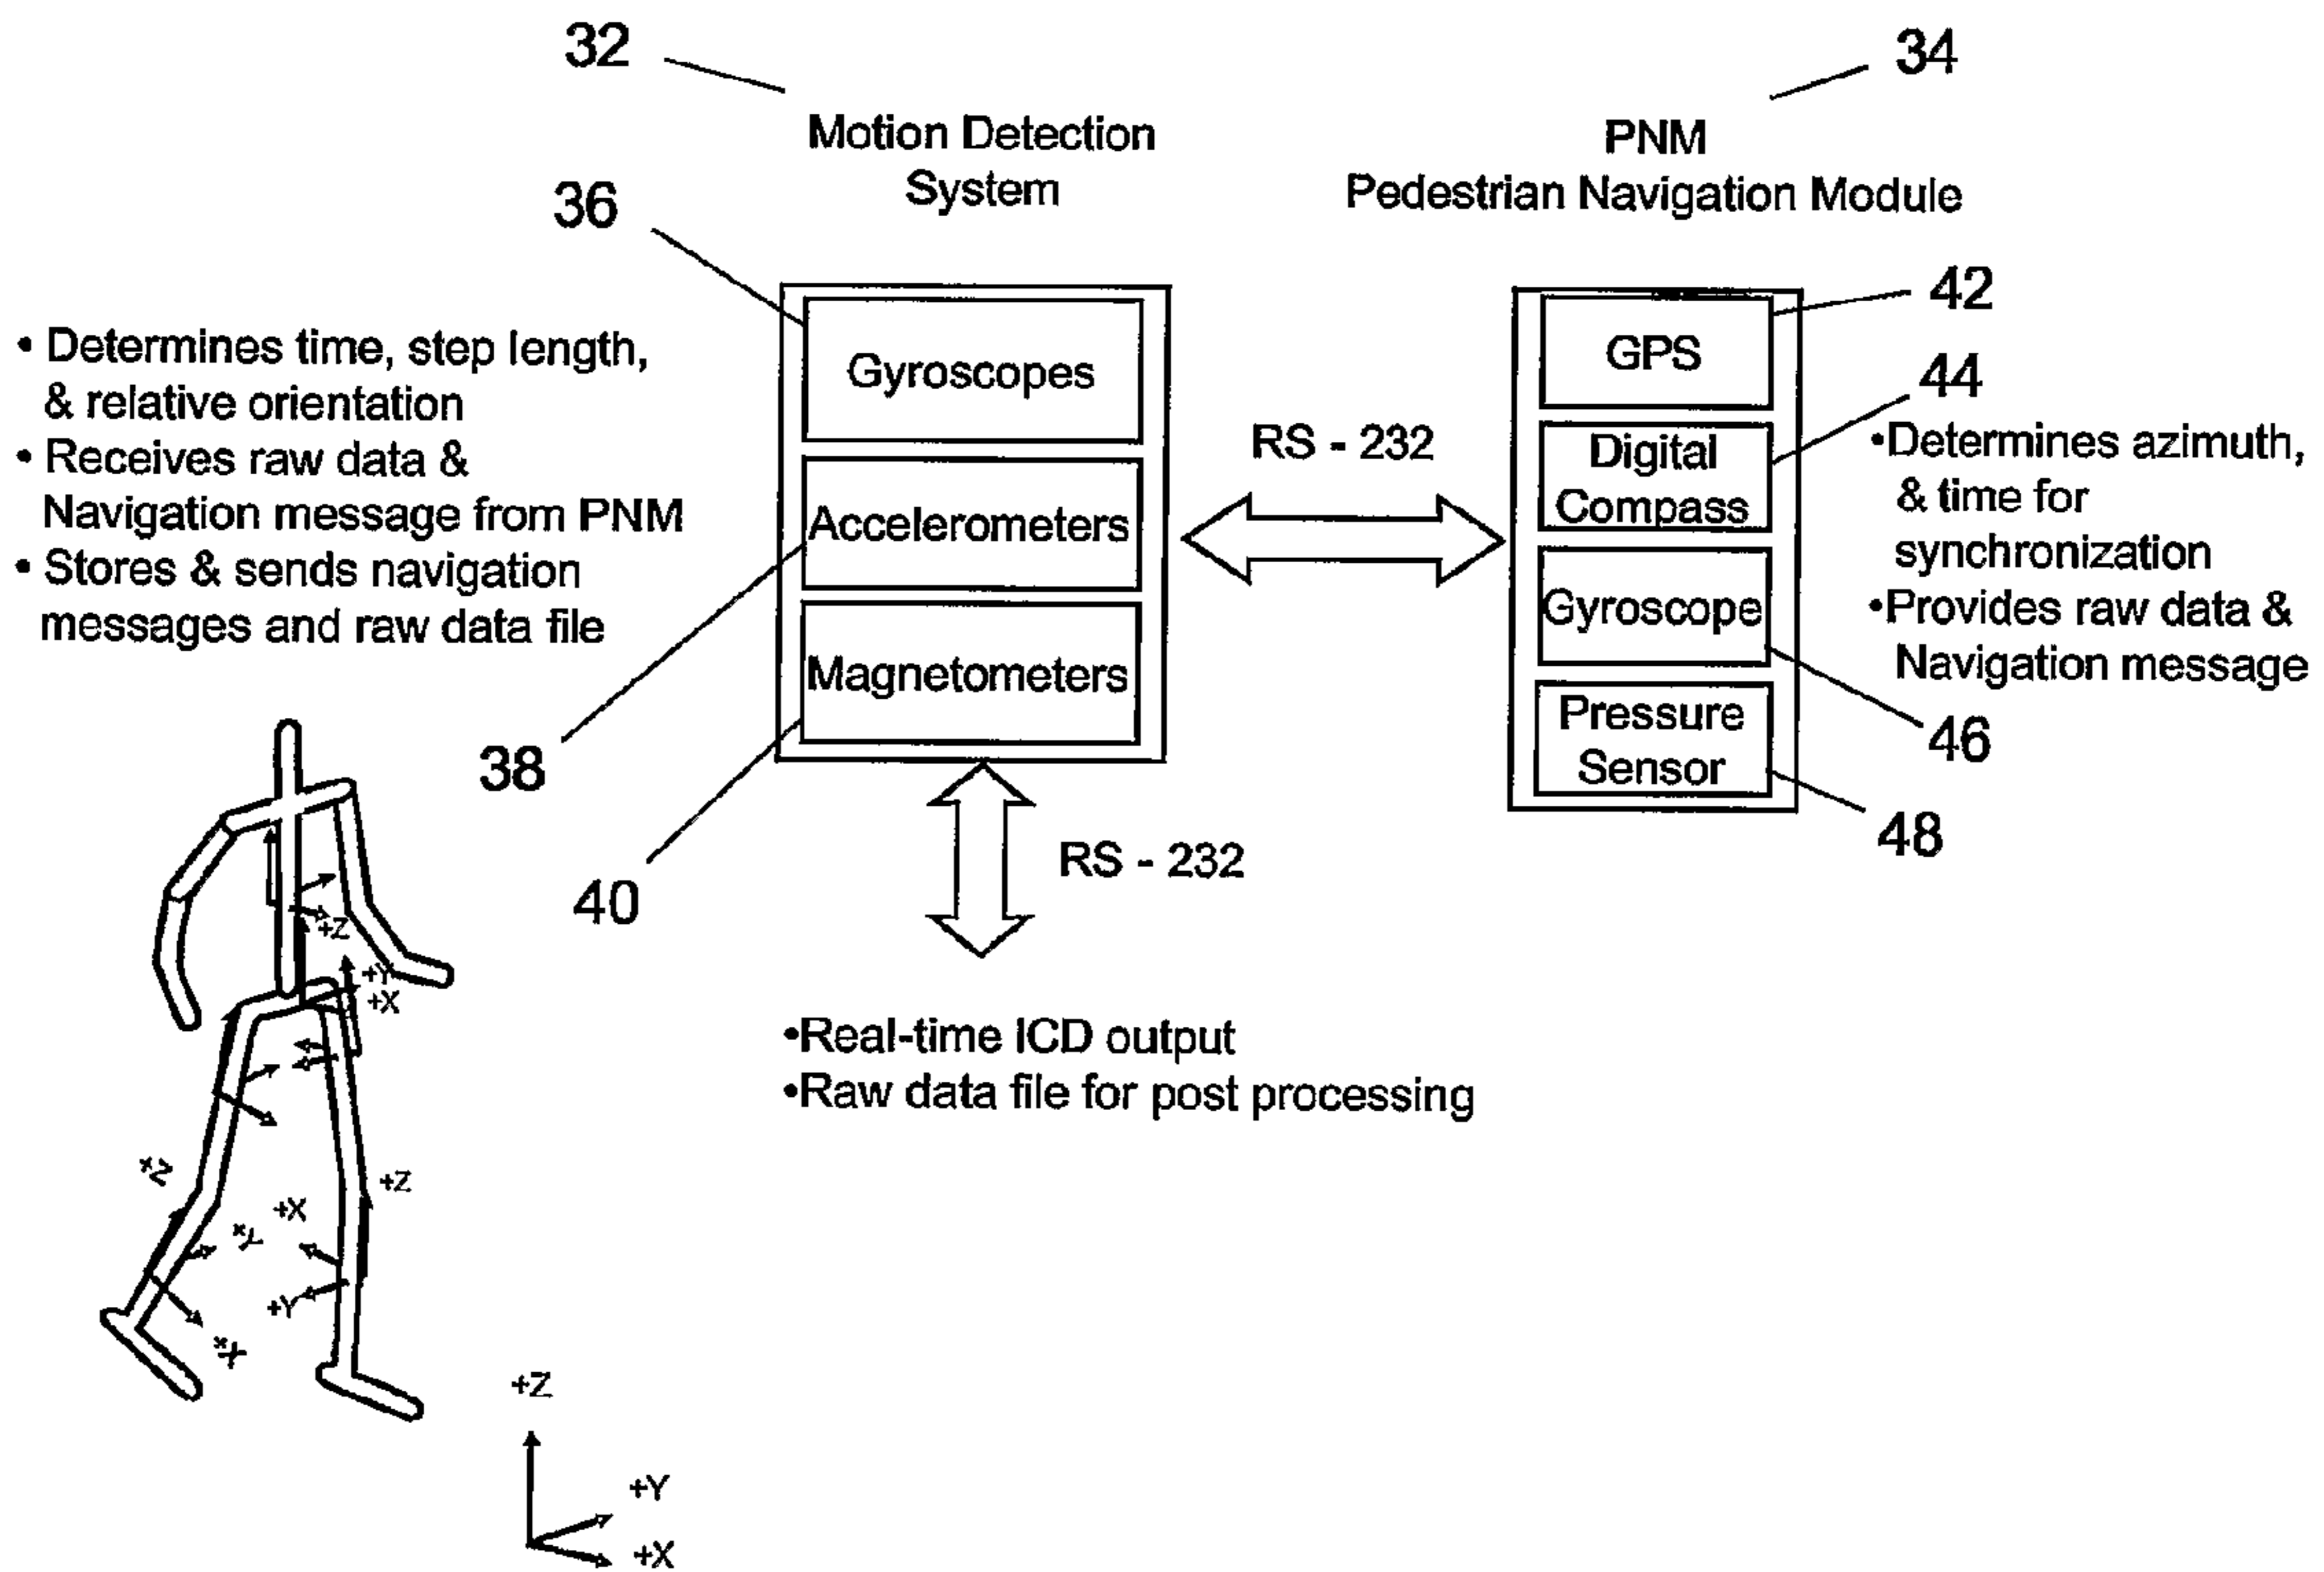 32
34
Motion Detection
System
PNM
Pedestrian Navigation Module
36
42
• Determines time, step length,
& relative orientation
• Receives raw data &
Navigation message from PNM
• Stores & sends navigation
messages and raw data file
Gyroscopes
Accelerometers
Magnetometers
RS - 232
GPS
Digital
Compass
Gyroscope
Pressure
Sensor
44
•Determines azimuth,
& time for
synchronization
•Provides raw data &
Navigation message
46
48
38
40
RS - 232
•Real-time ICD output
•Raw data file for post processing
+Z
+Y
+X
+Z
+Z
+X
+Y
+Y
+X
+Z
+Y
+X